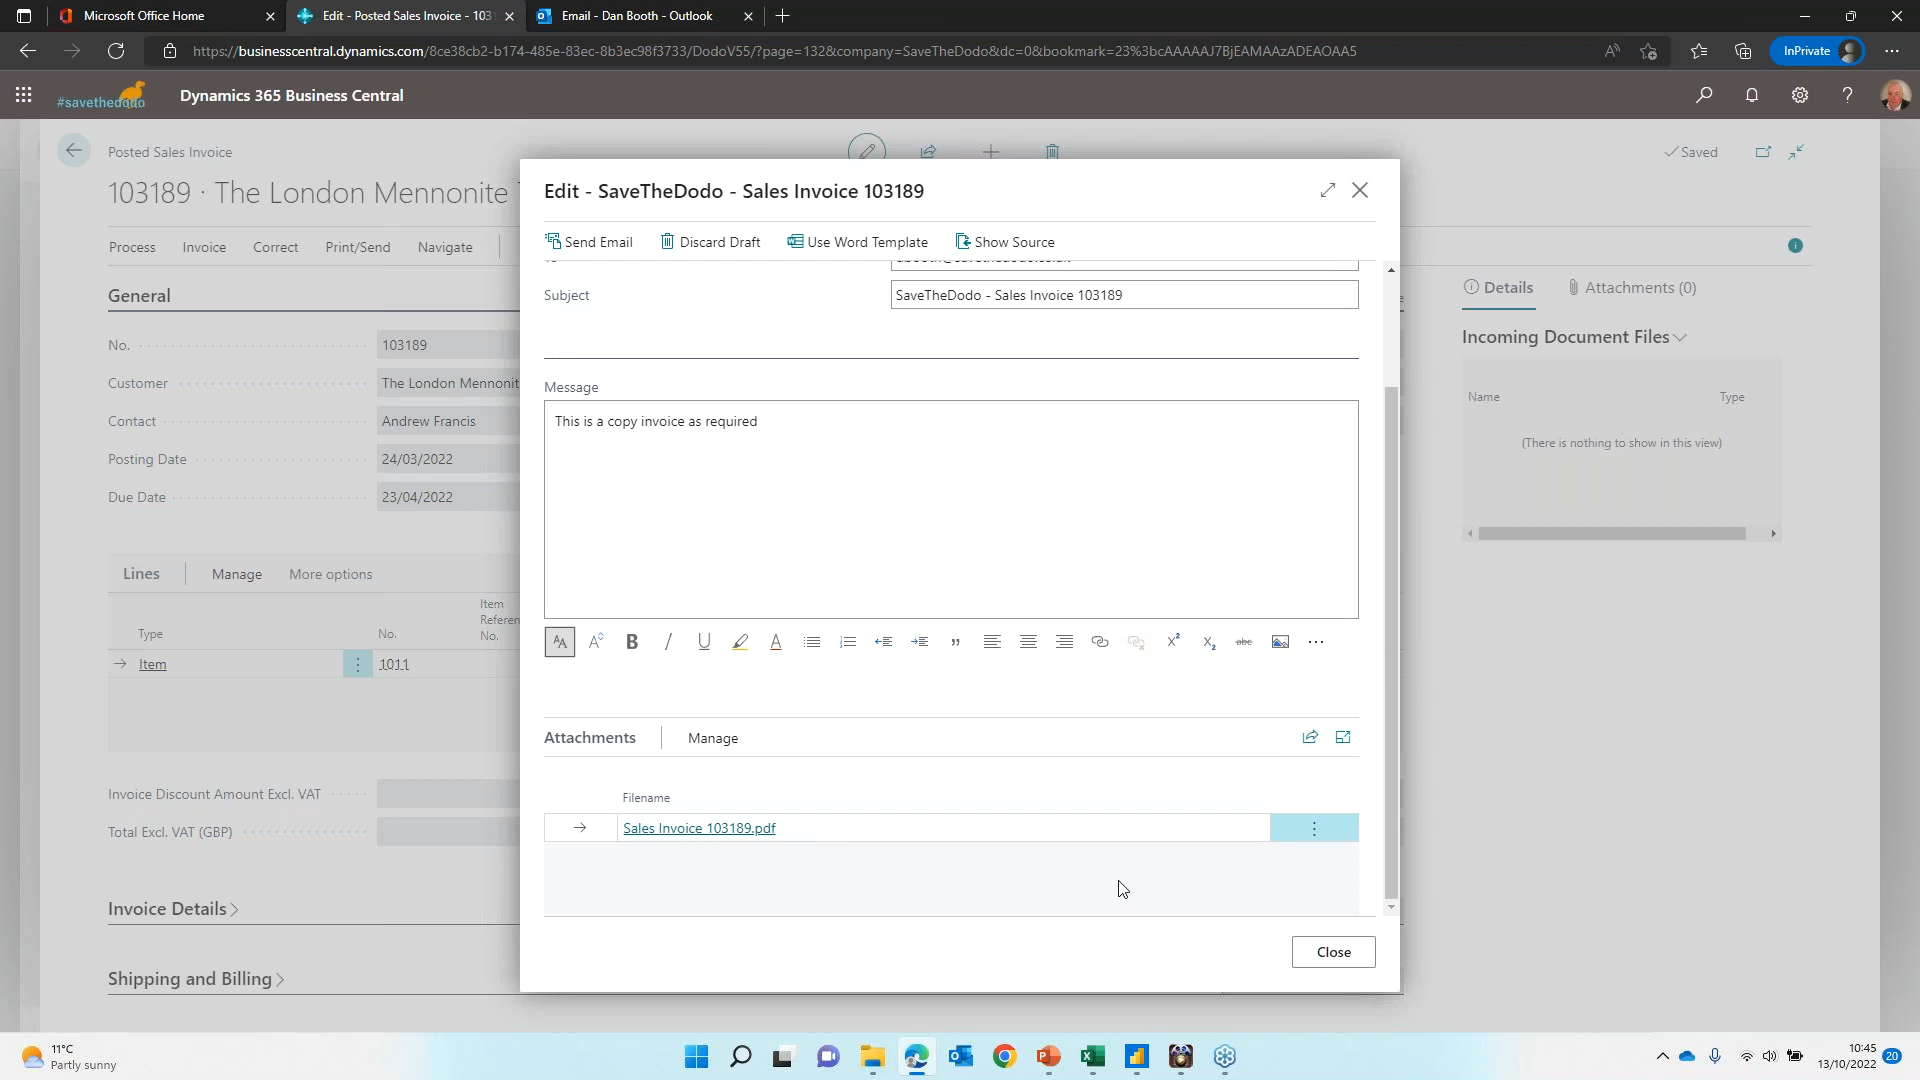 Microsoft Office Home
Edit - Posted Sales Invoice - 103
Email - Dan Booth - Outlook
https://businesscentral.dynamics.com/8ce38cb2-b174-485e-83ec-8b3ec98f3733/DodoV55/?page=132&company=SaveTheDodo&dc=0&bookmark=23%3bcAAAAAJ7BjEAMAAzADEAOAA5
InPrivate
#savethedodo
Dynamics 365 Business Central
Posted Sales Invoice
Saved
103189 · The London Mennonite
Process
Invoice
Correct
Print/Send
Navigate
General
No.
103189
Customer
The London Mennonit
Contact
Andrew Francis
Posting Date
24/03/2022
Due Date
23/04/2022
Lines
Manage
More options
Type
No.
Item
Referen
No.
Item
1011
Invoice Discount Amount Excl. VAT
Total Excl. VAT (GBP)
Invoice Details
Shipping and Billing
Edit - SaveTheDodo - Sales Invoice 103189
Send Email
Discard Draft
Use Word Template
Show Source
Subject
SaveTheDodo - Sales Invoice 103189
Message
This is a copy invoice as required
Attachments
Manage
Filename
Sales Invoice 103189.pdf
Close
Details
Attachments (0)
Incoming Document Files
Name
Type
(There is nothing to show in this view)
11°C
Partly sunny
10:45
13/10/2022
20